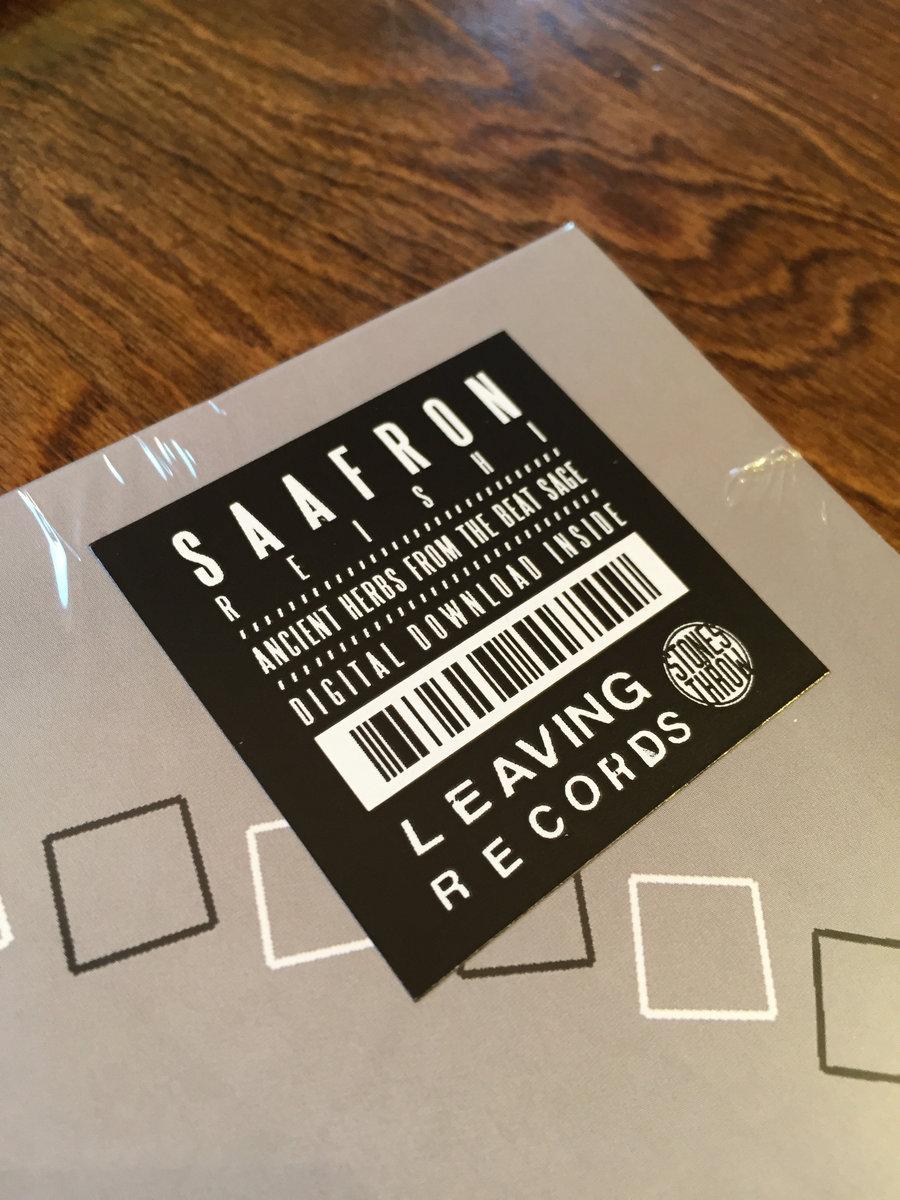 SAAFRON
REISHI
ANCIENT HERBS FROM THE BEAT SAGE
DIGITAL DOWNLOAD INSIDE
LEAVING
RECORDS
STONES
THROW